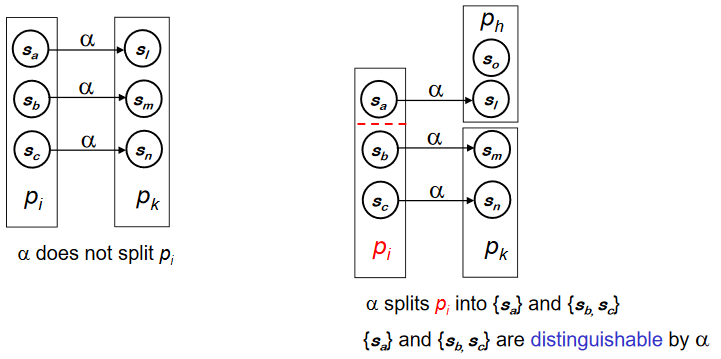 s_a α s_l
s_b α s_m
s_c α s_n
p_i p_k
α does not split p_i
p_h
s_o
s_a α s_l
s_b α s_m
s_c α s_n
p_i p_k
α splits p_i into {s_a} and {s_b, s_c}
{s_a} and {s_b, s_c} are distinguishable by α